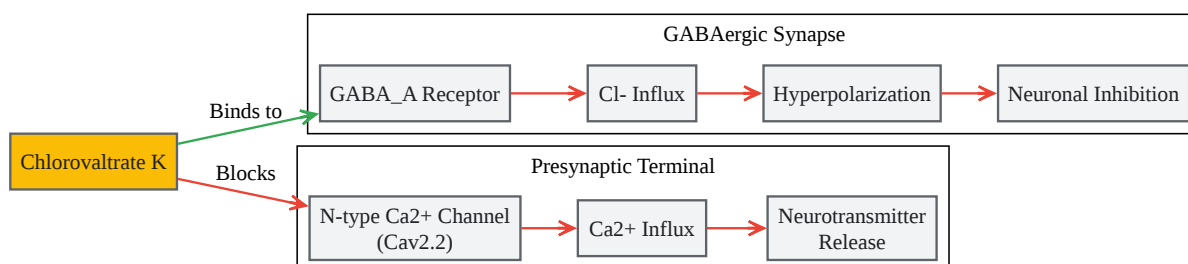 GABAergic Synapse
GABA_A Receptor
Cl- Influx
Hyperpolarization
Neuronal Inhibition
Binds to
Chlorovaltrate K
Blocks
Presynaptic Terminal
N-type Ca2+ Channel
(Cav2.2)
Ca2+ Influx
Neurotransmitter
Release